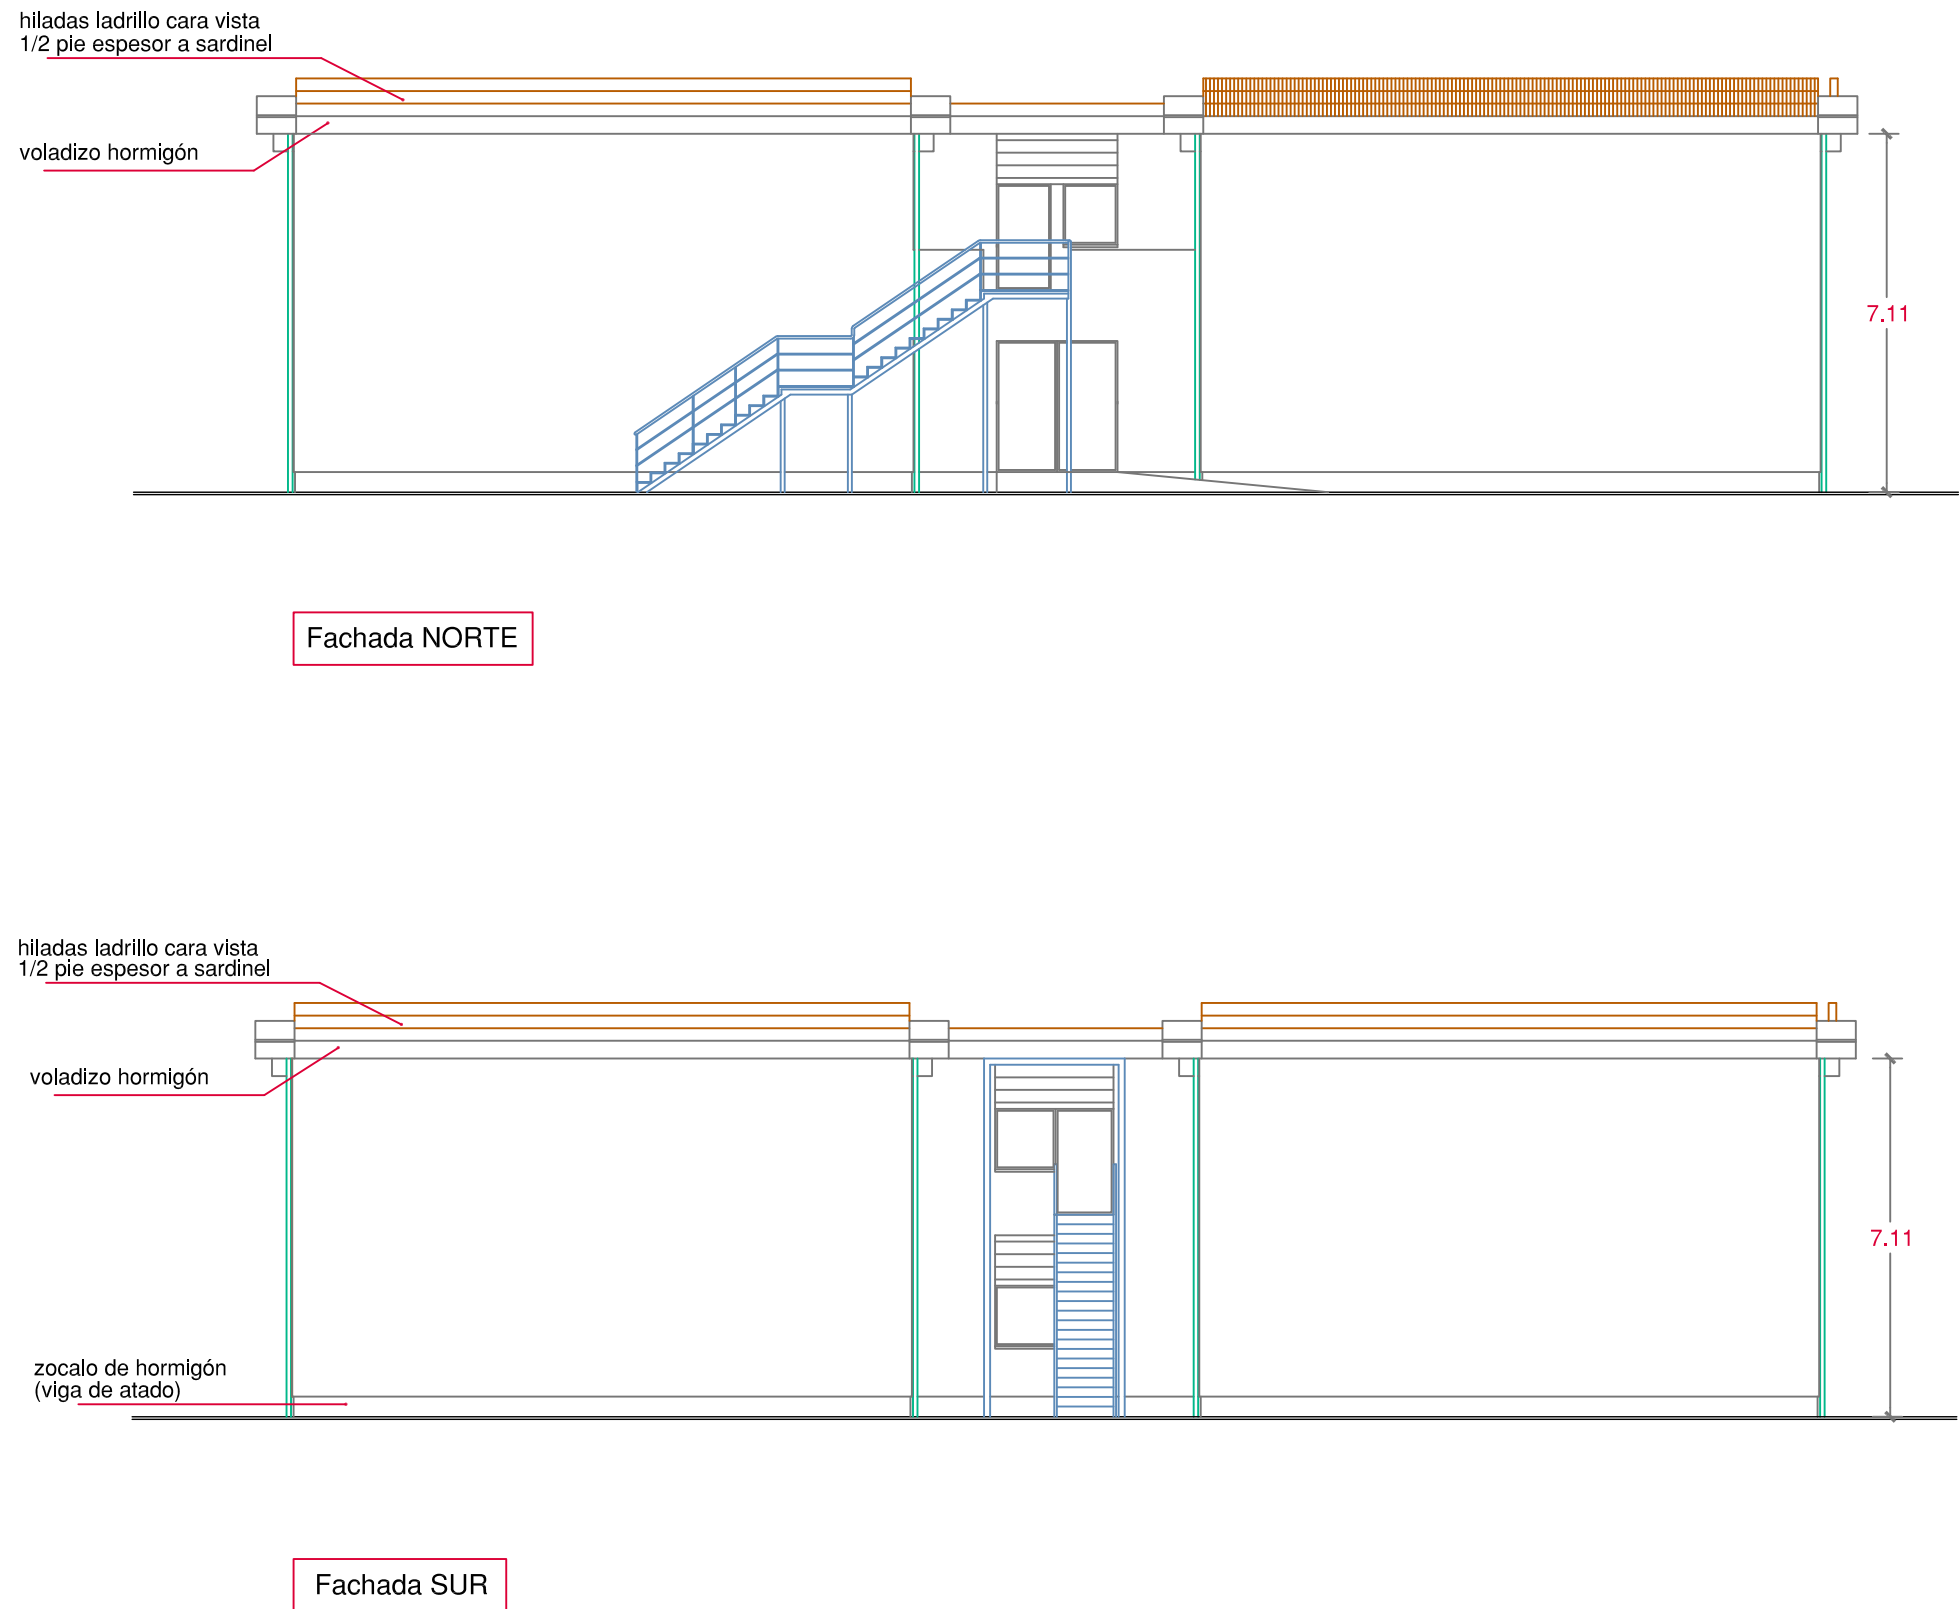 hiladas ladrillo cara vista
1/2 pie espesor a sardinel
voladizo hormigón
7.11
Fachada NORTE
hiladas ladrillo cara vista
1/2 pie espesor a sardinel
voladizo hormigón
7.11
zocalo de hormigón
(viga de atado)
Fachada SUR